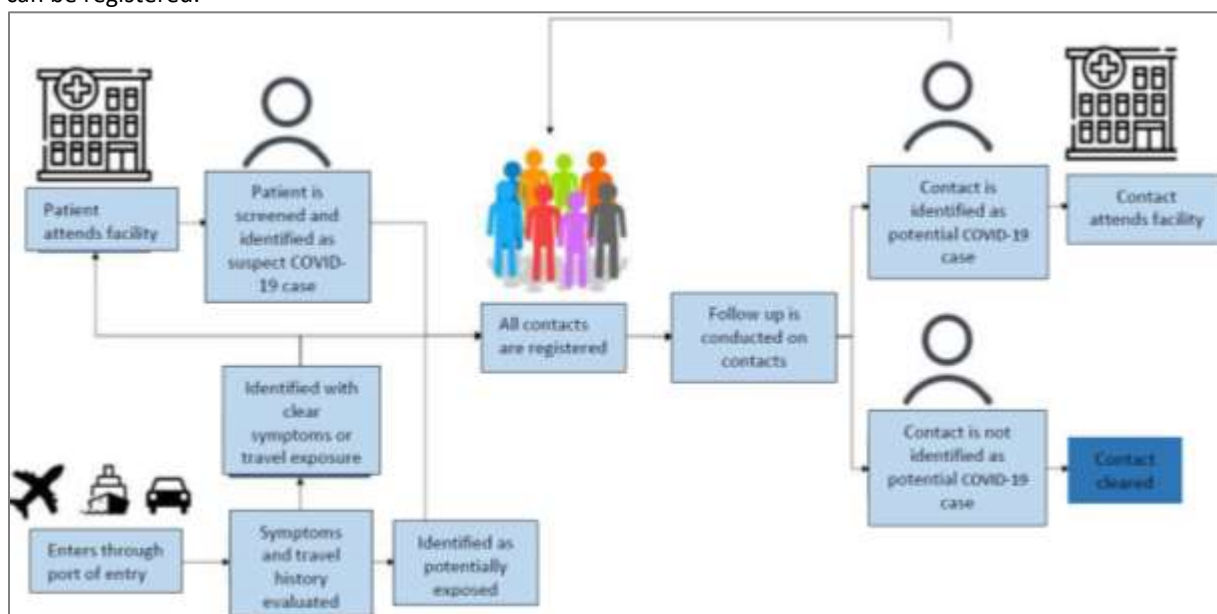 can be registered.
Patient
attends facility
Patient is
screened and
identified as
suspect COVID-
19 case
All contacts
are registered
Follow up is
conducted on
contacts
Contact is
identified as
potential COVID-19
case
Contact
attends facility
Identified with
clear
symptoms or
travel exposure
Contact is not
identified as
potential COVID-19
case
Contact
cleared
Enters through
port of entry
Symptoms
and travel
history
evaluated
Identified as
potentially
exposed